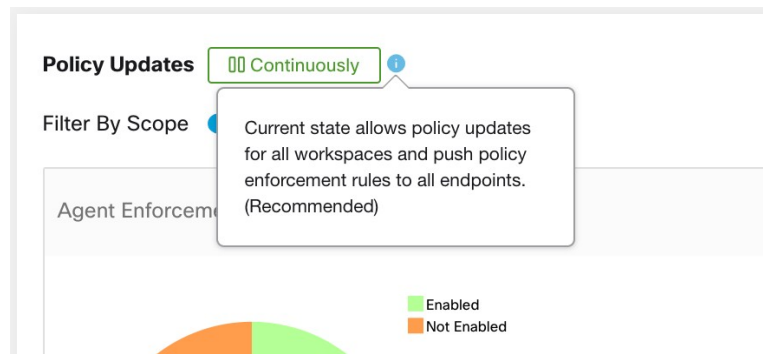 Policy Updates Continuously
Filter By Scope
Current state allows policy updates
for all workspaces and push policy
enforcement rules to all endpoints.
(Recommended)
Agent
Enabled
Not Enabled